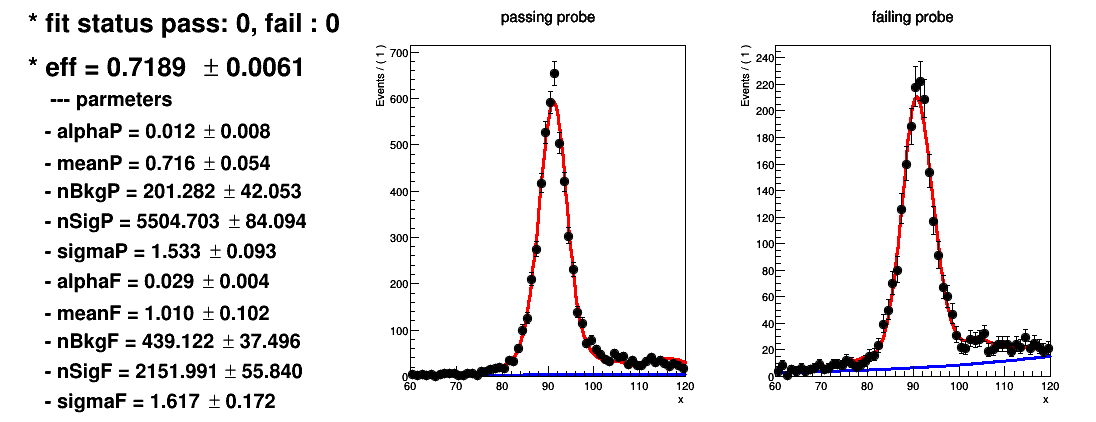 * fit status pass: 0, fail : 0
* eff = 0.7189 ± 0.0061
--- parmeters
- alphaP = 0.012 ± 0.008
- meanP = 0.716 ± 0.054
- nBkgP = 201.282 ± 42.053
- nSigP = 5504.703 ± 84.094
- sigmaP = 1.533 ± 0.093
- alphaF = 0.029 ± 0.004
- meanF = 1.010 ± 0.102
- nBkgF = 439.122 ± 37.496
- nSigF = 2151.991 ± 55.840
- sigmaF = 1.617 ± 0.172
passing probe
Events / ( 1 )
700
600
500
400
300
200
100
0
60 70 80 90 100 110 120
x
failing probe
Events / ( 1 )
240
220
200
180
160
140
120
100
80
60
40
20
0
60 70 80 90 100 110 120
x